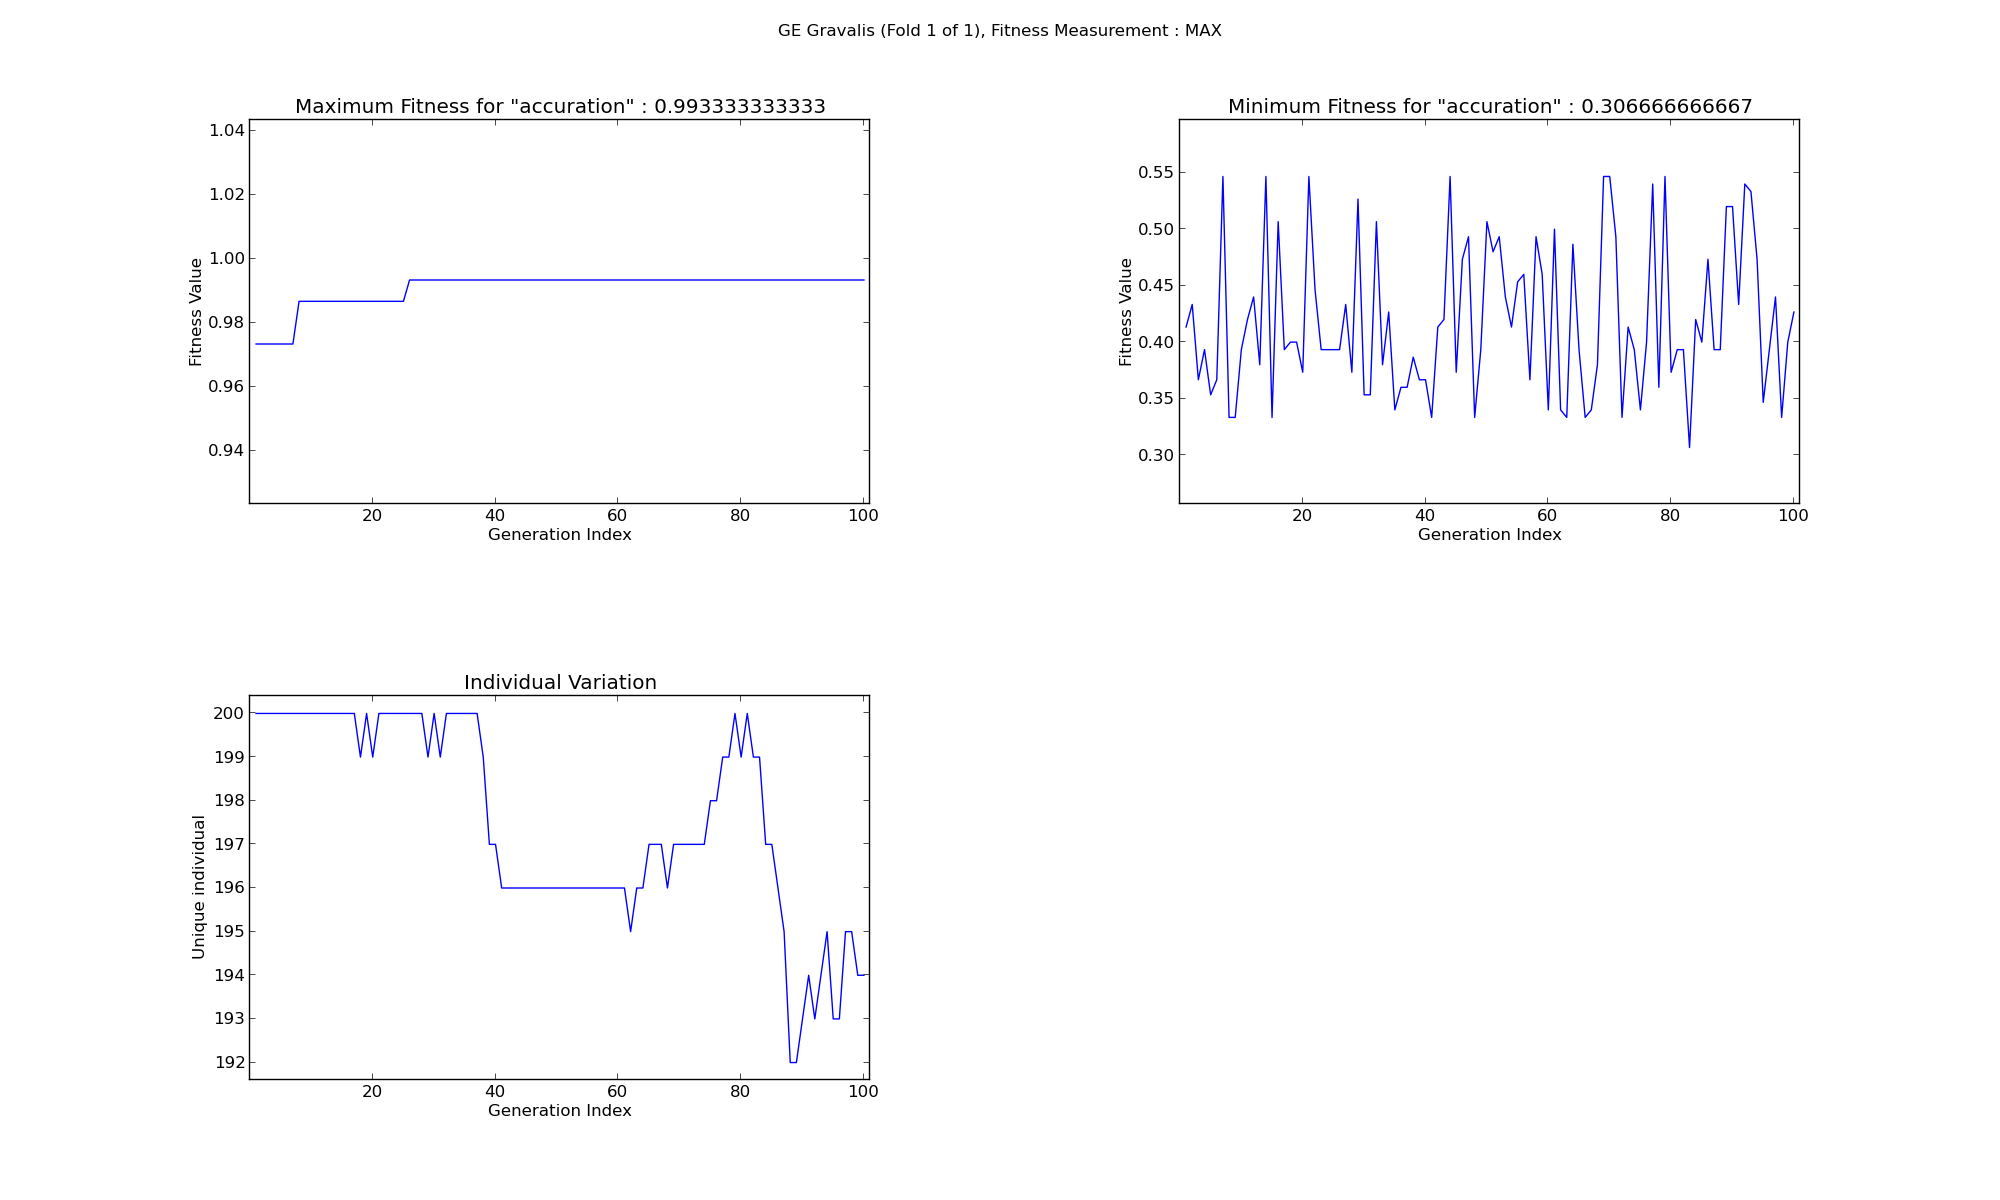 GE Gravalis (Fold 1 of 1), Fitness Measurement : MAX
Maximum Fitness for "accuration" : 0.993333333333
1.04
1.02
1.00
0.98
0.96
0.94
Fitness Value
20 40 60 80 100
Generation Index
Minimum Fitness for "accuration" : 0.306666666667
0.55
0.50
0.45
0.40
0.35
0.30
Fitness Value
20 40 60 80 100
Generation Index
Individual Variation
200
199
198
197
196
195
194
193
192
Unique individual
20 40 60 80 100
Generation Index